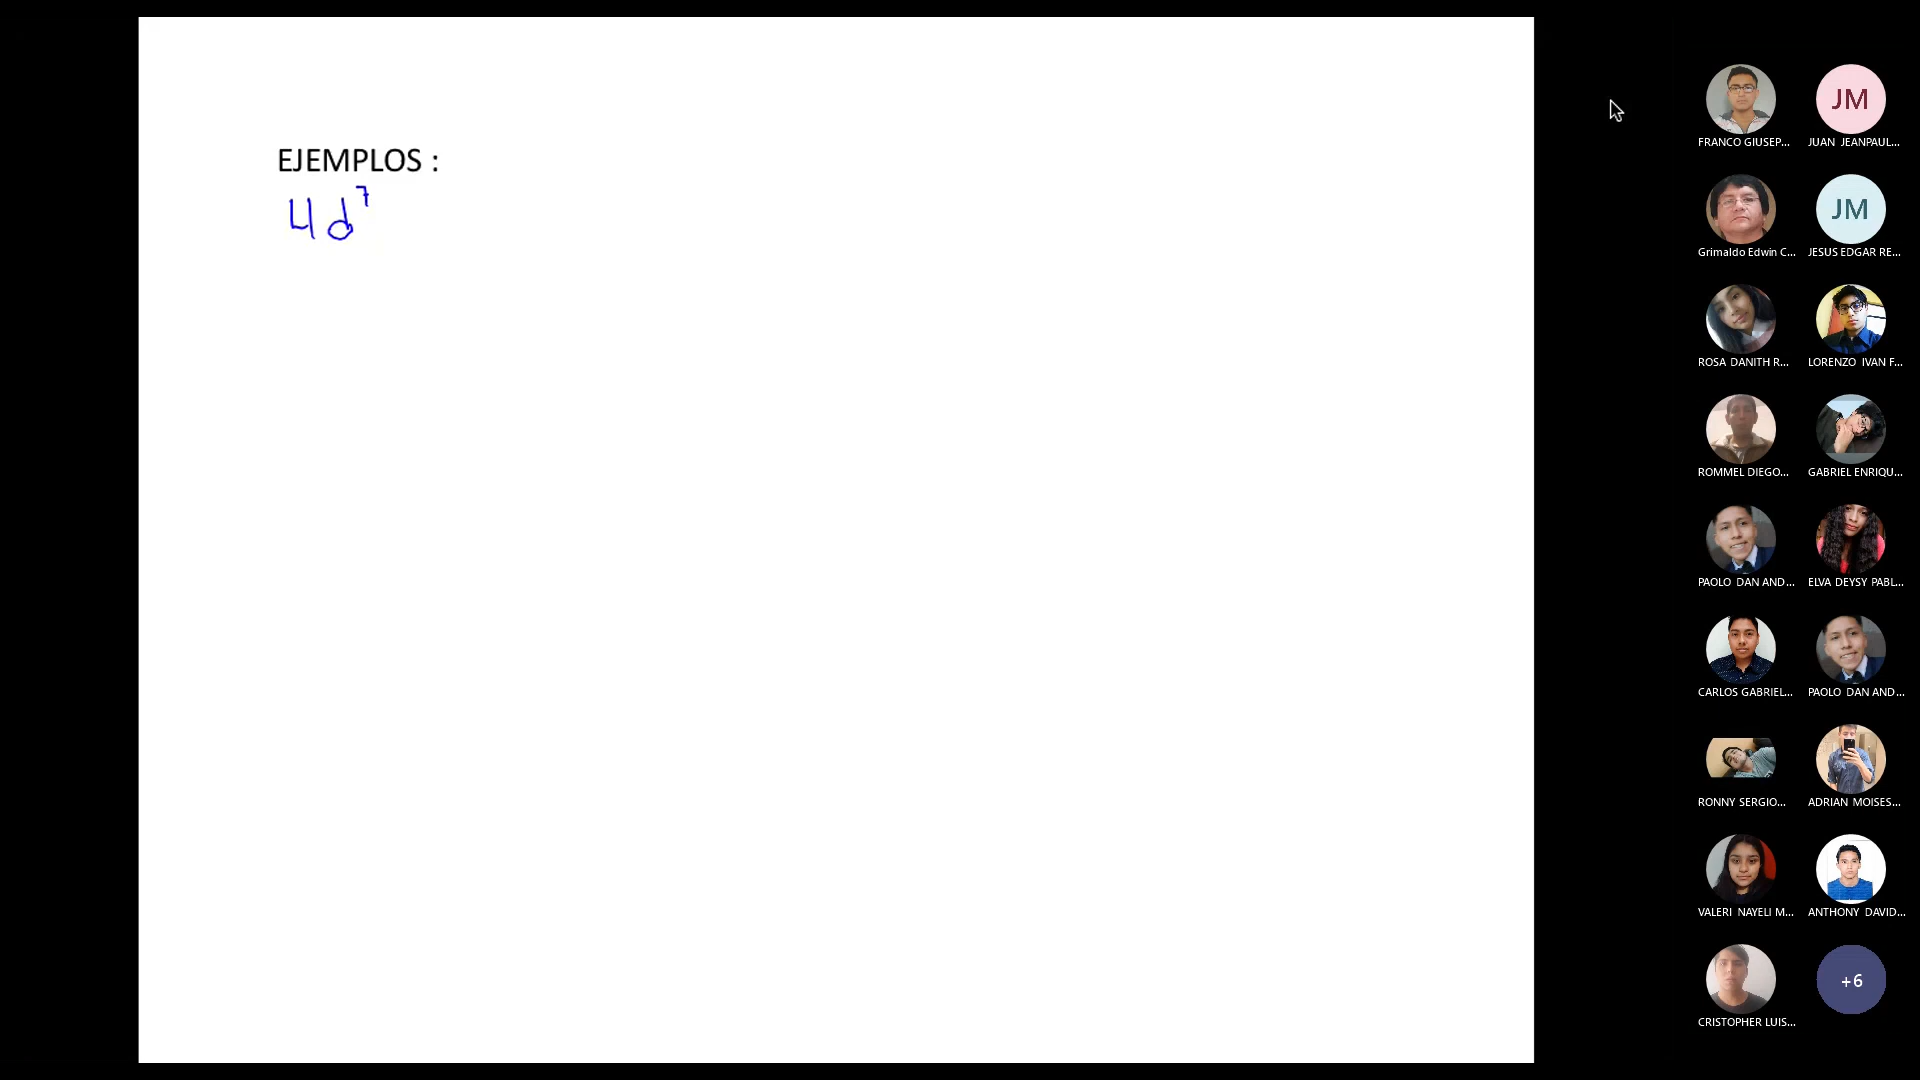 EJEMPLOS :
4d⁷
FRANCO GIUSEP...
JM
JUAN JEANPAUL...
Grimaldo Edwin C...
JM
JESUS EDGAR RE...
ROSA DANITH R...
LORENZO IVAN F...
ROMMEL DIEGO...
GABRIEL ENRIQU...
PAOLO DAN AND...
ELVA DEYSY PABL...
CARLOS GABRIEL...
PAOLO DAN AND...
RONNY SERGIO...
ADRIAN MOISES...
VALERI NAYELI M...
ANTHONY DAVID...
CRISTOPHER LUIS...
+6